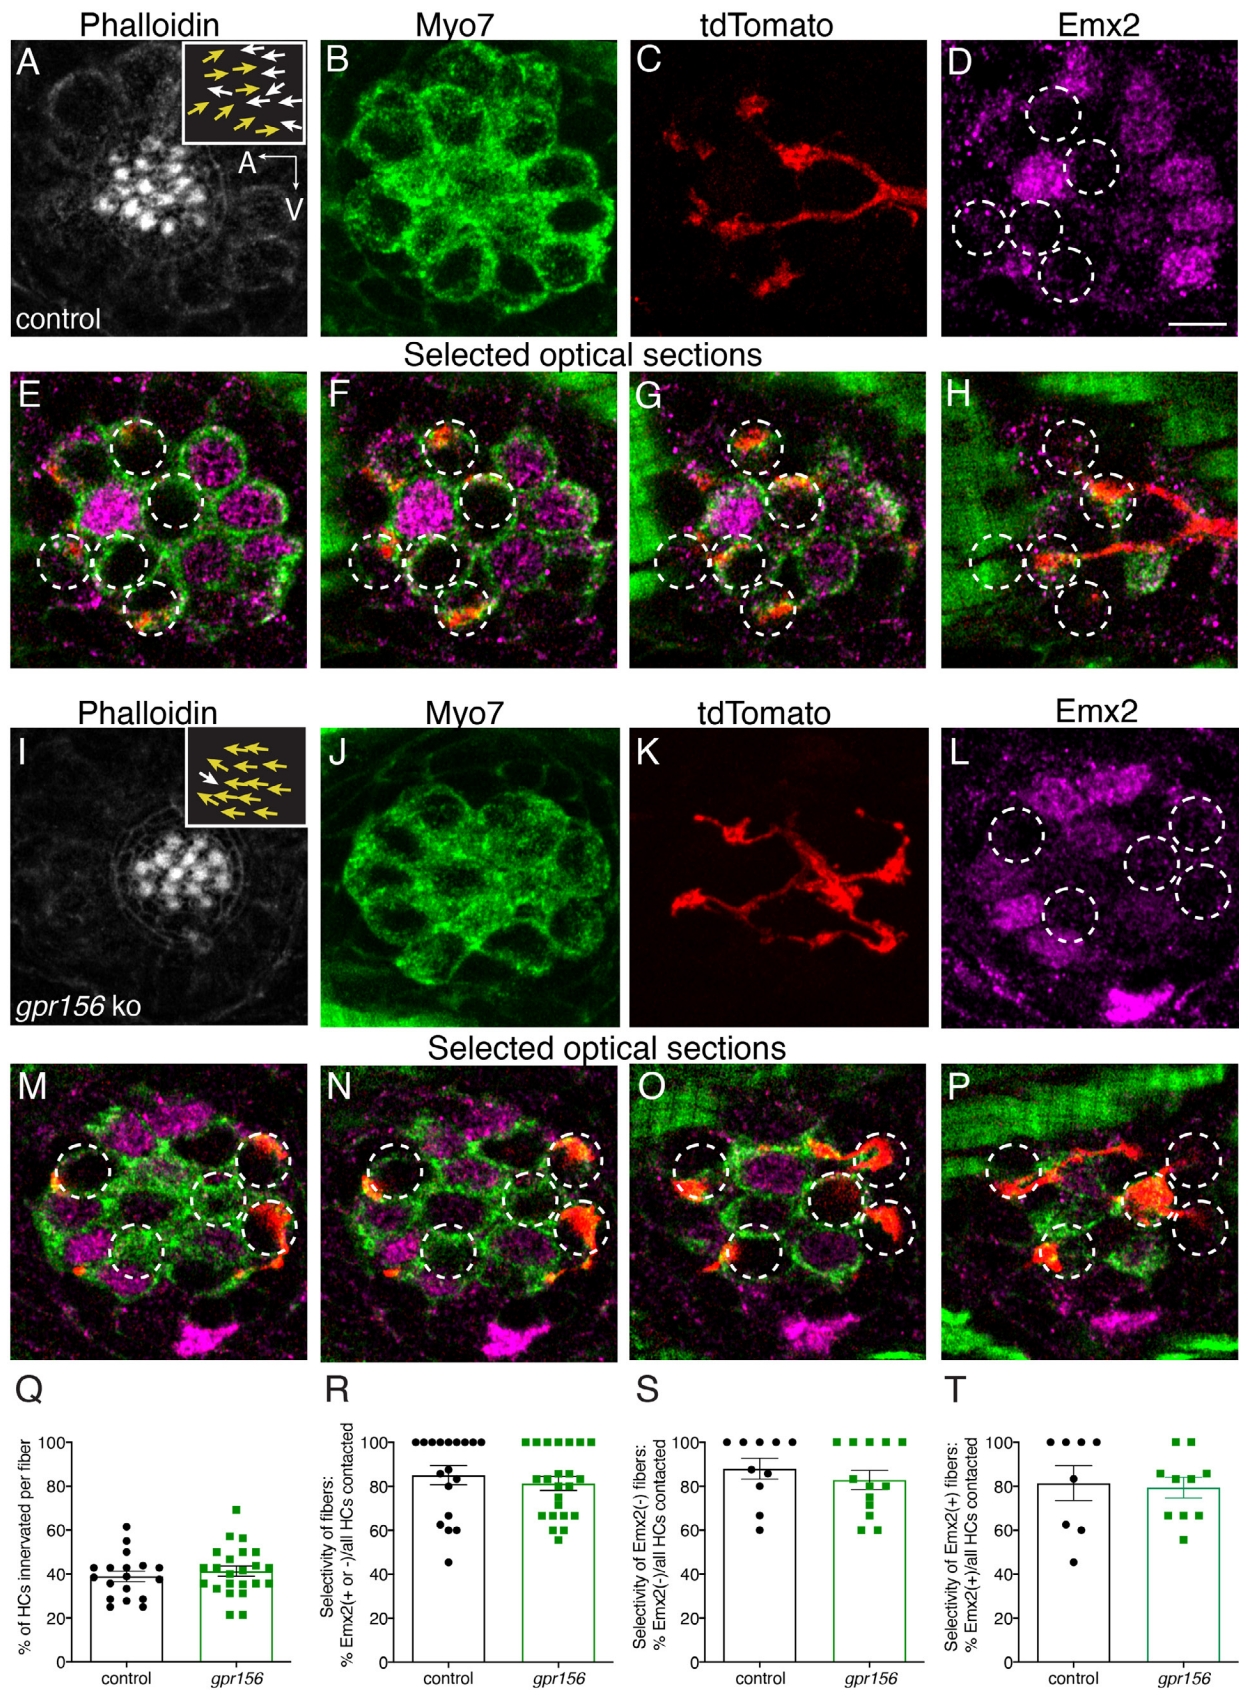 Phalloidin
Myo7
tdTomato
Emx2
A
A
V
control
B
C
D
Selected optical sections
E
F
G
H
Phalloidin
Myo7
tdTomato
Emx2
I
gpr156 ko
J
K
L
Selected optical sections
M
N
O
P
Q
% of HCs innervated per fiber
100
80
60
40
20
0
control
gpr156
R
Selectivity of fibers:
% Emx2(+ or -)/all HCs contacted
100
80
60
40
20
0
control
gpr156
S
Selectivity of Emx2(-) fibers:
% Emx2(-)/all HCs contacted
100
80
60
40
20
0
control
gpr156
T
Selectivity of Emx2(+) fibers:
% Emx2(+)/all HCs contacted
100
80
60
40
20
0
control
gpr156